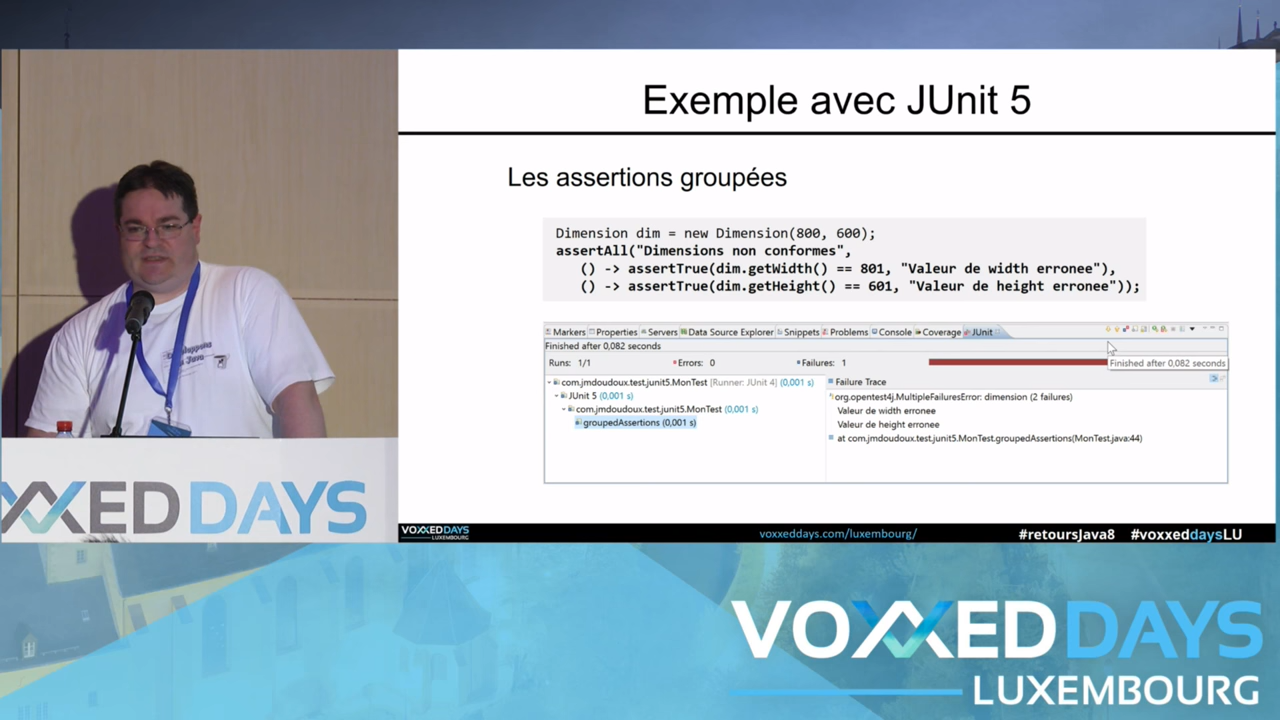 Exemple avec JUnit 5
Les assertions groupées
Dimension dim = new Dimension(800, 600);
assertAll("Dimensions non conformes",
() -> assertTrue(dim.getWidth() == 801, "Valeur de width erronee"),
() -> assertTrue(dim.getHeight() == 601, "Valeur de height erronee"));
Markers Properties Servers Data Source Explorer Snippets Problems Console Coverage JUnit
Finished after 0,082 seconds
Runs: 1/1 Errors: 0 Failures: 1
Finished after 0,082 seconds
com.jmdoudoux.test.junit5.MonTest [Runner: JUnit 4] (0,001 s)
JUnit 5 (0,001 s)
com.jmdoudoux.test.junit5.MonTest (0,001 s)
groupedAssertions (0,001 s)
Failure Trace
org.opentest4j.MultipleFailuresError: dimension (2 failures)
Valeur de width erronee
Valeur de height erronee
at com.jmdoudoux.test.junit5.MonTest.groupedAssertions(MonTest.java:44)
VOXXEDDAYS
LUXEMBOURG
voxxeddays.com/luxembourg/
#retoursJava8 #voxxeddaysLU
XXED DAYS
VOXXEDDAYS
LUXEMBOURG